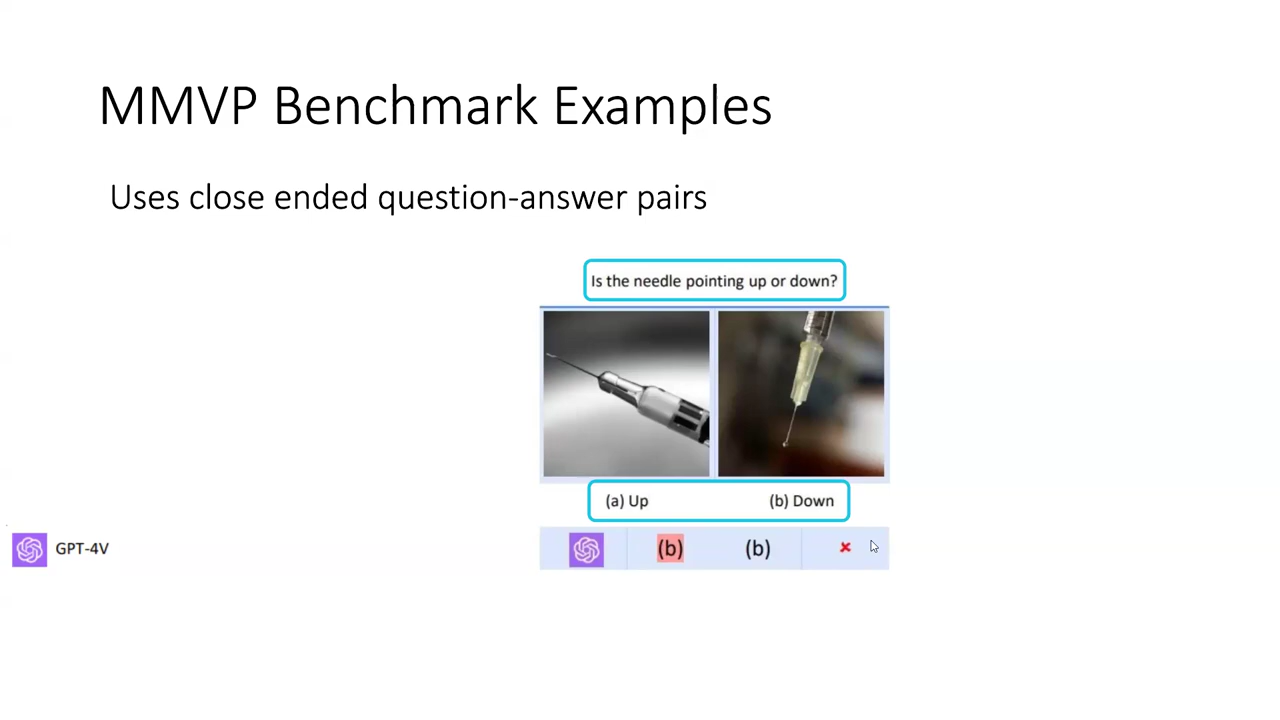 MMVP Benchmark Examples
Uses close ended question-answer pairs
Is the needle pointing up or down?
(a) Up (b) Down
GPT-4V
(b) (b)